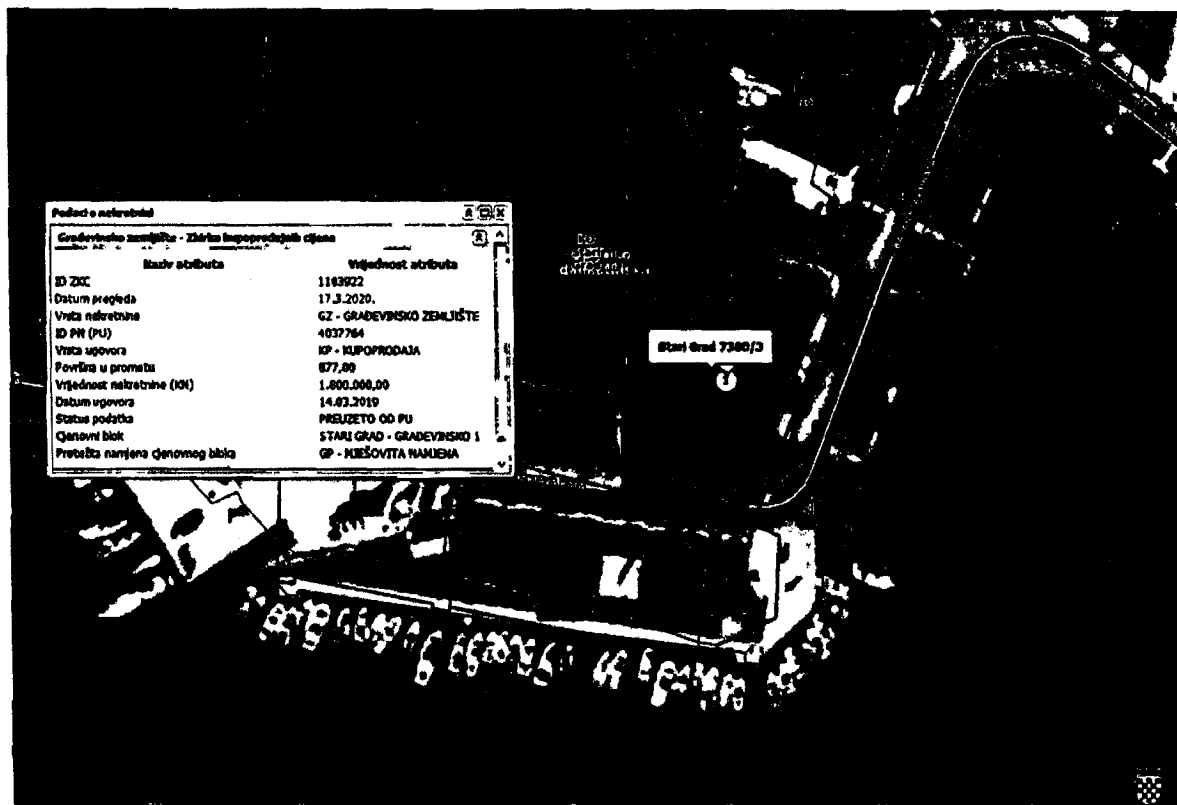 Podaci o nekretnini
Građevinsko zemljište - Zbirka kupoprodajnih cijena
Naziv atributa Vrijednost atributa
ID ZKC 1103922
Datum pregleda 17.3.2020.
Vrsta nekretnine GZ - GRAĐEVINSKO ZEMLJIŠTE
ID PN (PU) 4037764
Vrsta ugovora KP - KUPOPRODAJA
Površina u prometu 877,00
Vrijednost nekretnine (KN) 1.800.000,00
Datum ugovora 14.03.2019
Status podatka PREUZETO OD PU
Cjenovni blok STARI GRAD - GRAĐEVINSKO 1
Pretežita namjena cjenovnog bloka GP - MJEŠOVITA NAMJENA
Stari Grad 7380/3